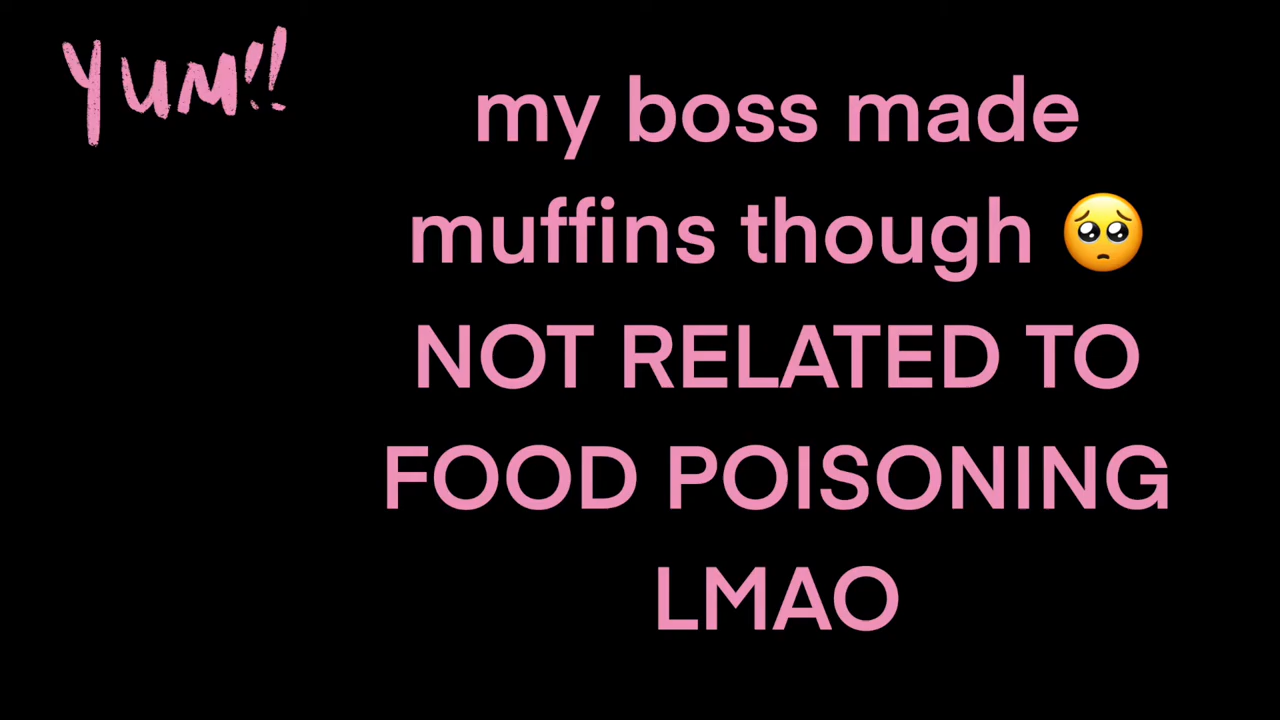 YUM!!
my boss made
muffins though 🥺
NOT RELATED TO
FOOD POISONING
LMAO